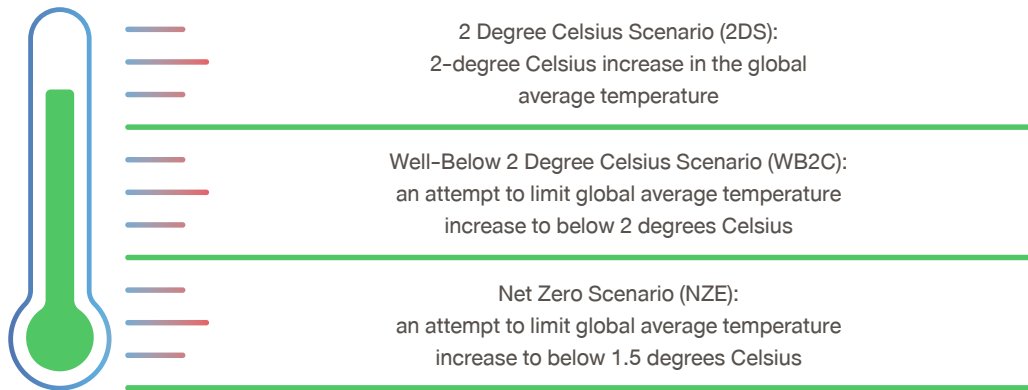 2 Degree Celsius Scenario (2DS):
2-degree Celsius increase in the global
average temperature
Well-Below 2 Degree Celsius Scenario (WB2C):
an attempt to limit global average temperature
increase to below 2 degrees Celsius
Net Zero Scenario (NZE):
an attempt to limit global average temperature
increase to below 1.5 degrees Celsius